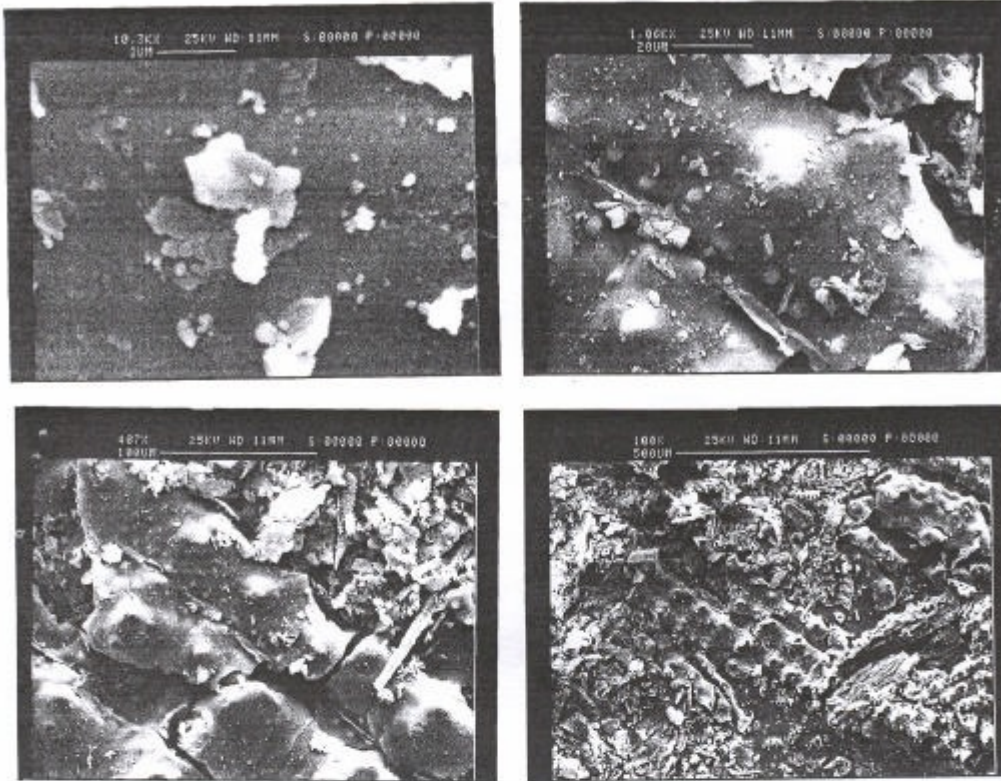 10.3KX 25KV WD:11MM S:00000 P:00000
2UM
1.00KX 25KV WD:11MM S:00000 P:00000
20UM
407X 25KV WD:11MM S:00000 P:00000
100UM
100X 25KV WD:11MM S:00000 P:00000
500UM